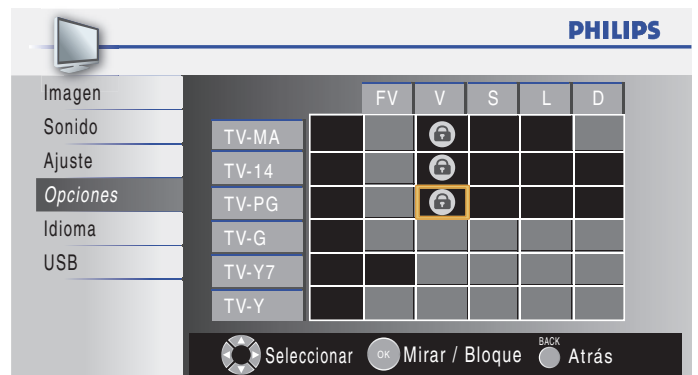 PHILIPS
Imagen
Sonido
Ajuste
Opciones
Idioma
USB
FV V S L D
TV-MA
TV-14
TV-PG
TV-G
TV-Y7
TV-Y
Seleccionar OK Mirar / Bloque BACK Atrás